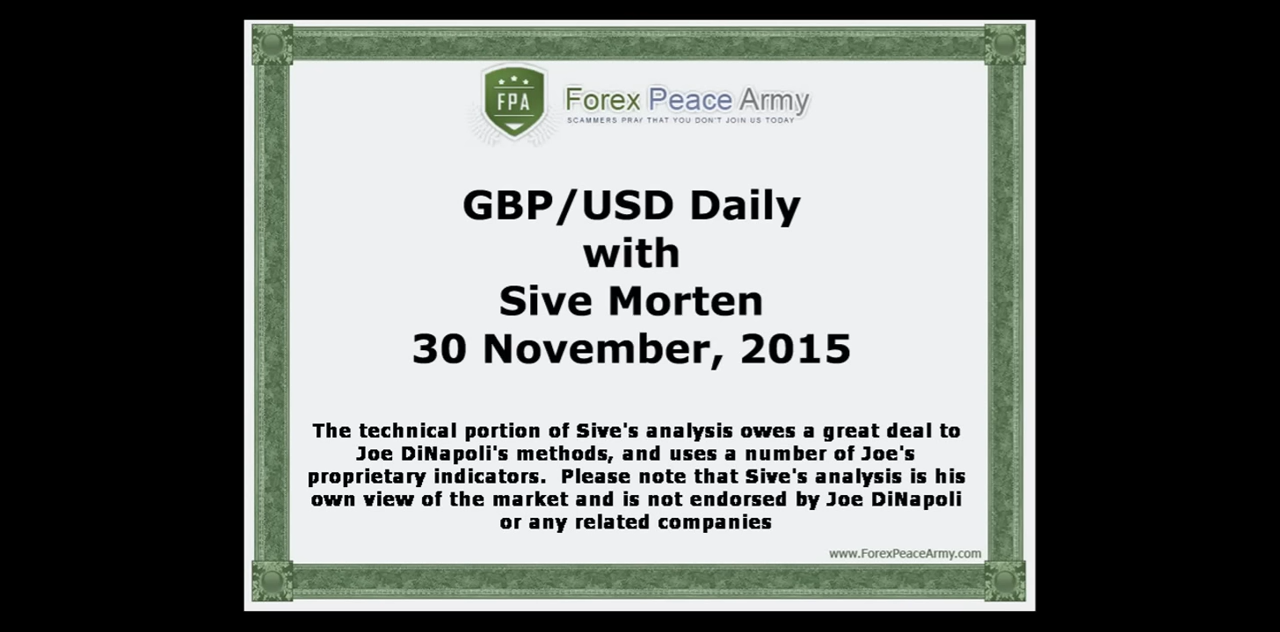 FPA
Forex Peace Army
SCAMMERS PRAY THAT YOU DON'T JOIN US TODAY
GBP/USD Daily
with
Sive Morten
30 November, 2015
The technical portion of Sive's analysis owes a great deal to
Joe DiNapoli's methods, and uses a number of Joe's
proprietary indicators.  Please note that Sive's analysis is his
own view of the market and is not endorsed by Joe DiNapoli
or any related companies
www.ForexPeaceArmy.com